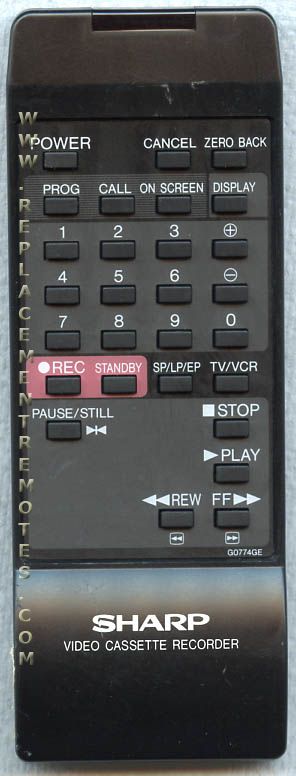 WWW.REPLACEMENTREMOTES.COM
POWER CANCEL ZERO BACK
PROG CALL ON SCREEN DISPLAY
1 2 3 ⊕
4 5 6 ⊖
7 8 9 0
●REC STANDBY SP/LP/EP TV/VCR
PAUSE/STILL ■STOP
▶PLAY
◀◀REW FF▶▶
G0774GE
SHARP
VIDEO CASSETTE RECORDER